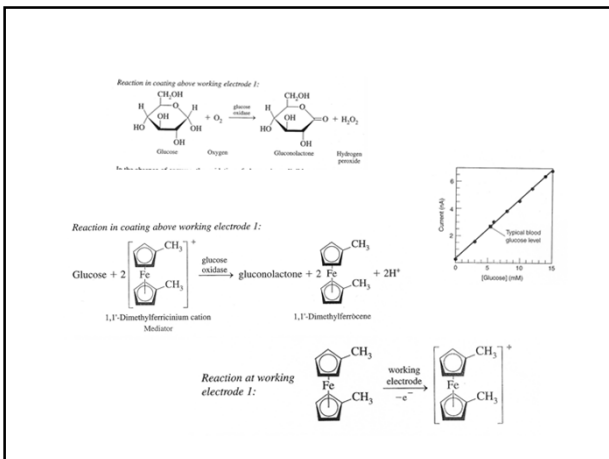 Reaction in coating above working electrode 1:
CH₂OH
CH₂OH
H
O
H
glucose
oxidase
H
O
OH
+ O₂
OH
=O + H₂O₂
HO
OH
HO
OH
OH
Glucose
Oxygen
Gluconolactone
Hydrogen
peroxide
Reaction in coating above working electrode 1:
CH₃
+
CH₃
Glucose + 2
Fe
glucose
oxidase
gluconolactone + 2
Fe
+ 2H⁺
CH₃
CH₃
1,1'-Dimethylferricinium cation
Mediator
1,1'-Dimethylferrocene
Current (nA)
6
4
2
Typical blood
glucose level
0
5
10
15
[Glucose] (mM)
Reaction at working
electrode 1:
CH₃
Fe
CH₃
working
electrode
−e⁻
CH₃
+
Fe
CH₃